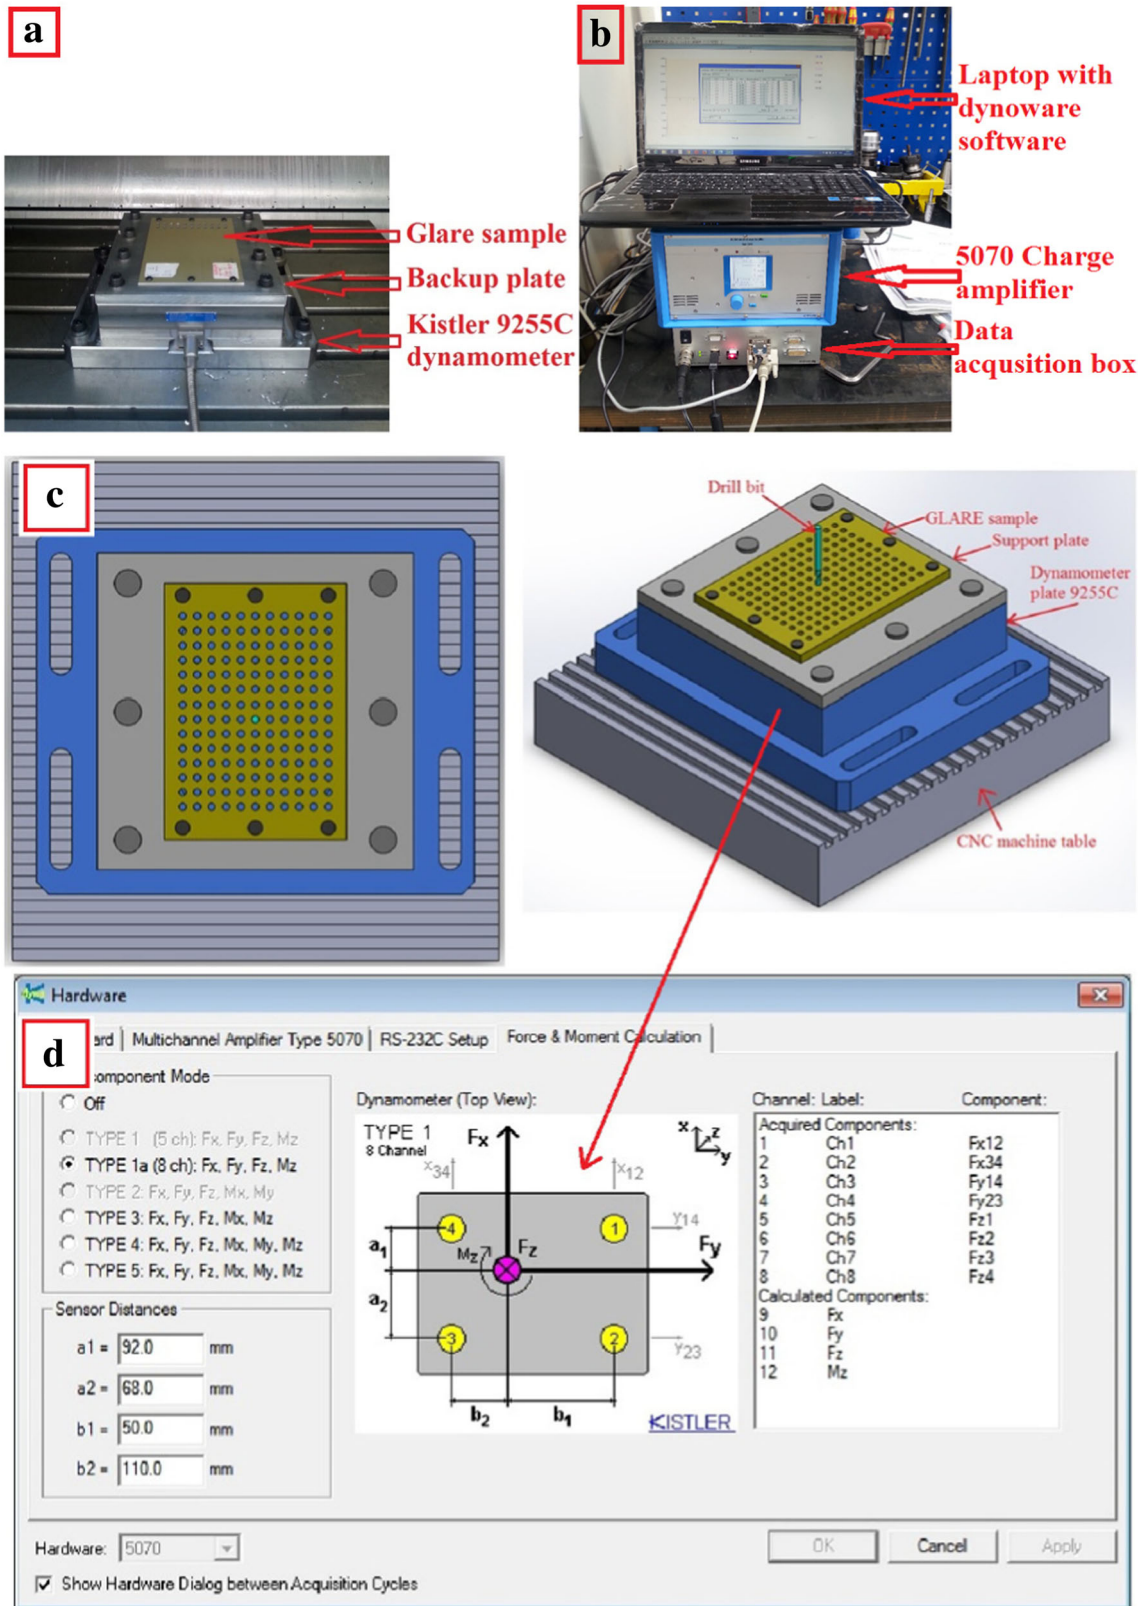 a
b
Laptop with
dynoware
software
Glare sample
Backup plate
Kistler 9255C
dynamometer
SAMSUNG
5070 Charge
amplifier
Data
acqusition box
c
Drill bit
GLARE sample
Support plate
Dynamometer
plate 9255C
CNC machine table
Hardware
d
ard
Multichannel Amplifier Type 5070
RS-232C Setup
Force & Moment Calculation
omponent Mode
Off
TYPE 1 (5 ch): Fx, Fy, Fz, Mz
TYPE 1a (8 ch): Fx, Fy, Fz, Mz
TYPE 2: Fx, Fy, Fz, Mx, My
TYPE 3: Fx, Fy, Fz, Mx, Mz
TYPE 4: Fx, Fy, Fz, Mx, My, Mz
TYPE 5: Fx, Fy, Fz, Mx, My, Mz
Sensor Distances
a1 = 92.0 mm
a2 = 68.0 mm
b1 = 50.0 mm
b2 = 110.0 mm
Dynamometer (Top View):
TYPE 1
8 Channel
Fx
x z y
x34
x12
4
1
y14
a1
Mz
Fz
Fy
a2
3
2
y23
b2
b1
KISTLER
Channel: Label: Component:
Acquired Components:
1 Ch1 Fx12
2 Ch2 Fx34
3 Ch3 Fy14
4 Ch4 Fy23
5 Ch5 Fz1
6 Ch6 Fz2
7 Ch7 Fz3
8 Ch8 Fz4
Calculated Components:
9 Fx
10 Fy
11 Fz
12 Mz
Hardware: 5070
OK
Cancel
Apply
Show Hardware Dialog between Acquisition Cycles